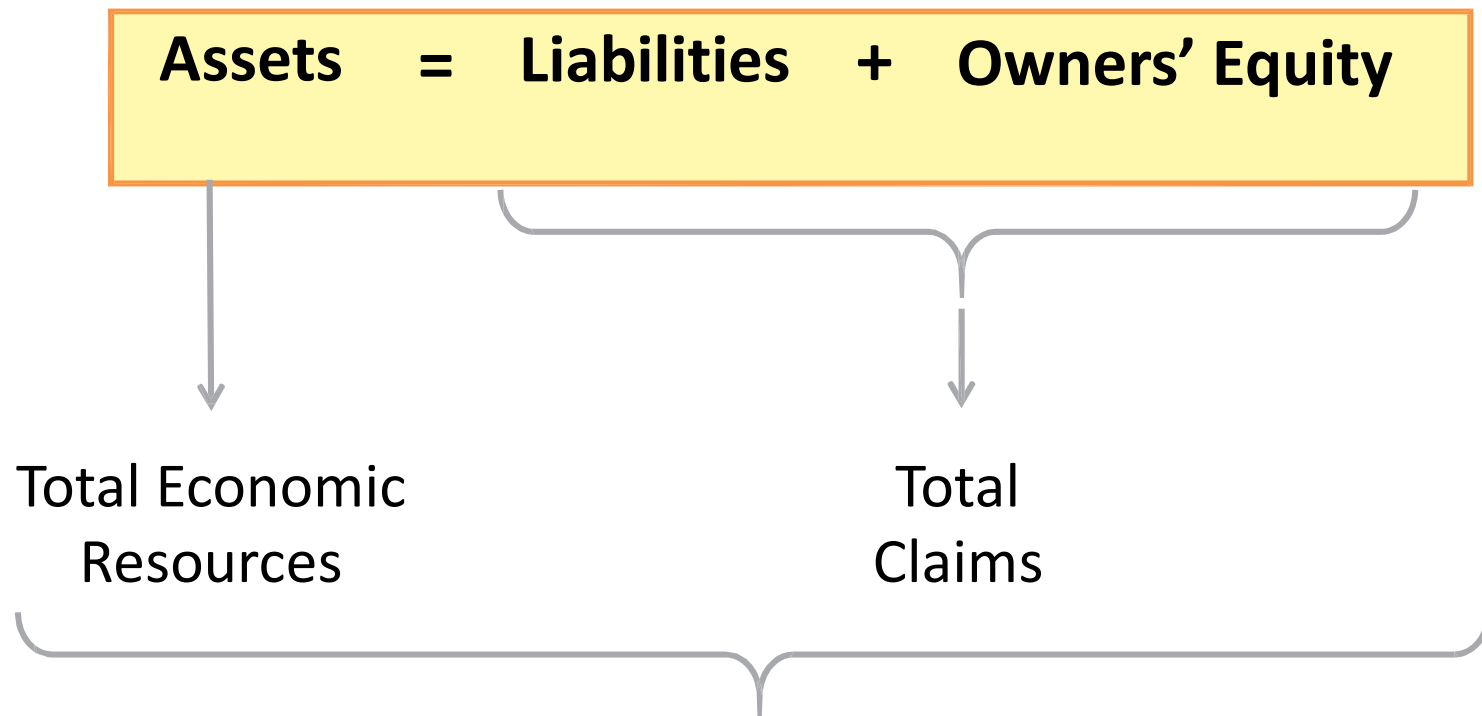 Assets = Liabilities + Owners’ Equity
Total Economic
Resources
Total
Claims